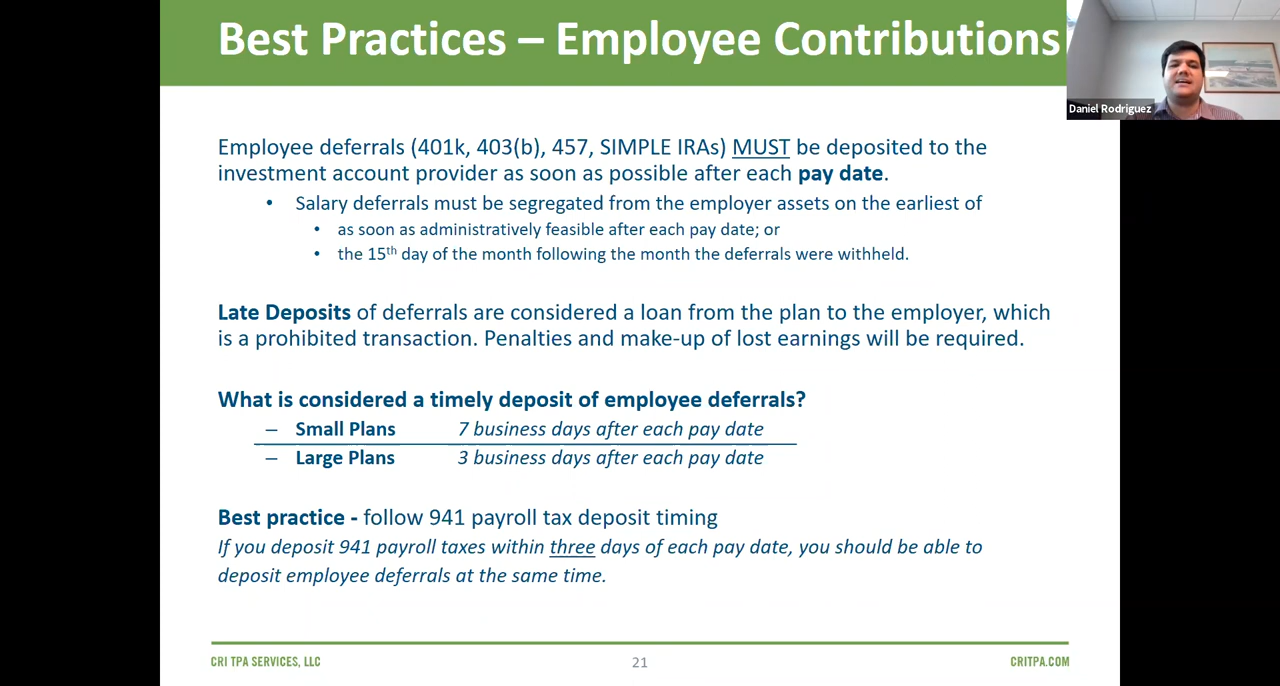 Best Practices – Employee Contributions
Daniel Rodriguez
Employee deferrals (401k, 403(b), 457, SIMPLE IRAs) MUST be deposited to the
investment account provider as soon as possible after each pay date.
• Salary deferrals must be segregated from the employer assets on the earliest of
• as soon as administratively feasible after each pay date; or
• the 15th day of the month following the month the deferrals were withheld.
Late Deposits of deferrals are considered a loan from the plan to the employer, which
is a prohibited transaction. Penalties and make-up of lost earnings will be required.
What is considered a timely deposit of employee deferrals?
– Small Plans 7 business days after each pay date
– Large Plans 3 business days after each pay date
Best practice - follow 941 payroll tax deposit timing
If you deposit 941 payroll taxes within three days of each pay date, you should be able to
deposit employee deferrals at the same time.
CRI TPA SERVICES, LLC 21 CRITPA.COM